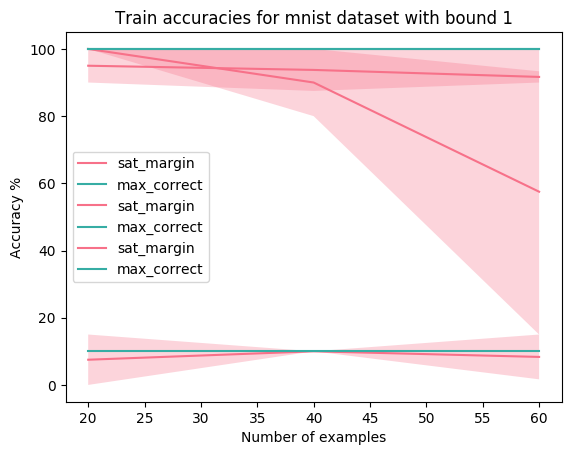 Train accuracies for mnist dataset with bound 1
100
80
60
40
20
0
Accuracy %
sat_margin
max_correct
sat_margin
max_correct
sat_margin
max_correct
20 25 30 35 40 45 50 55 60
Number of examples